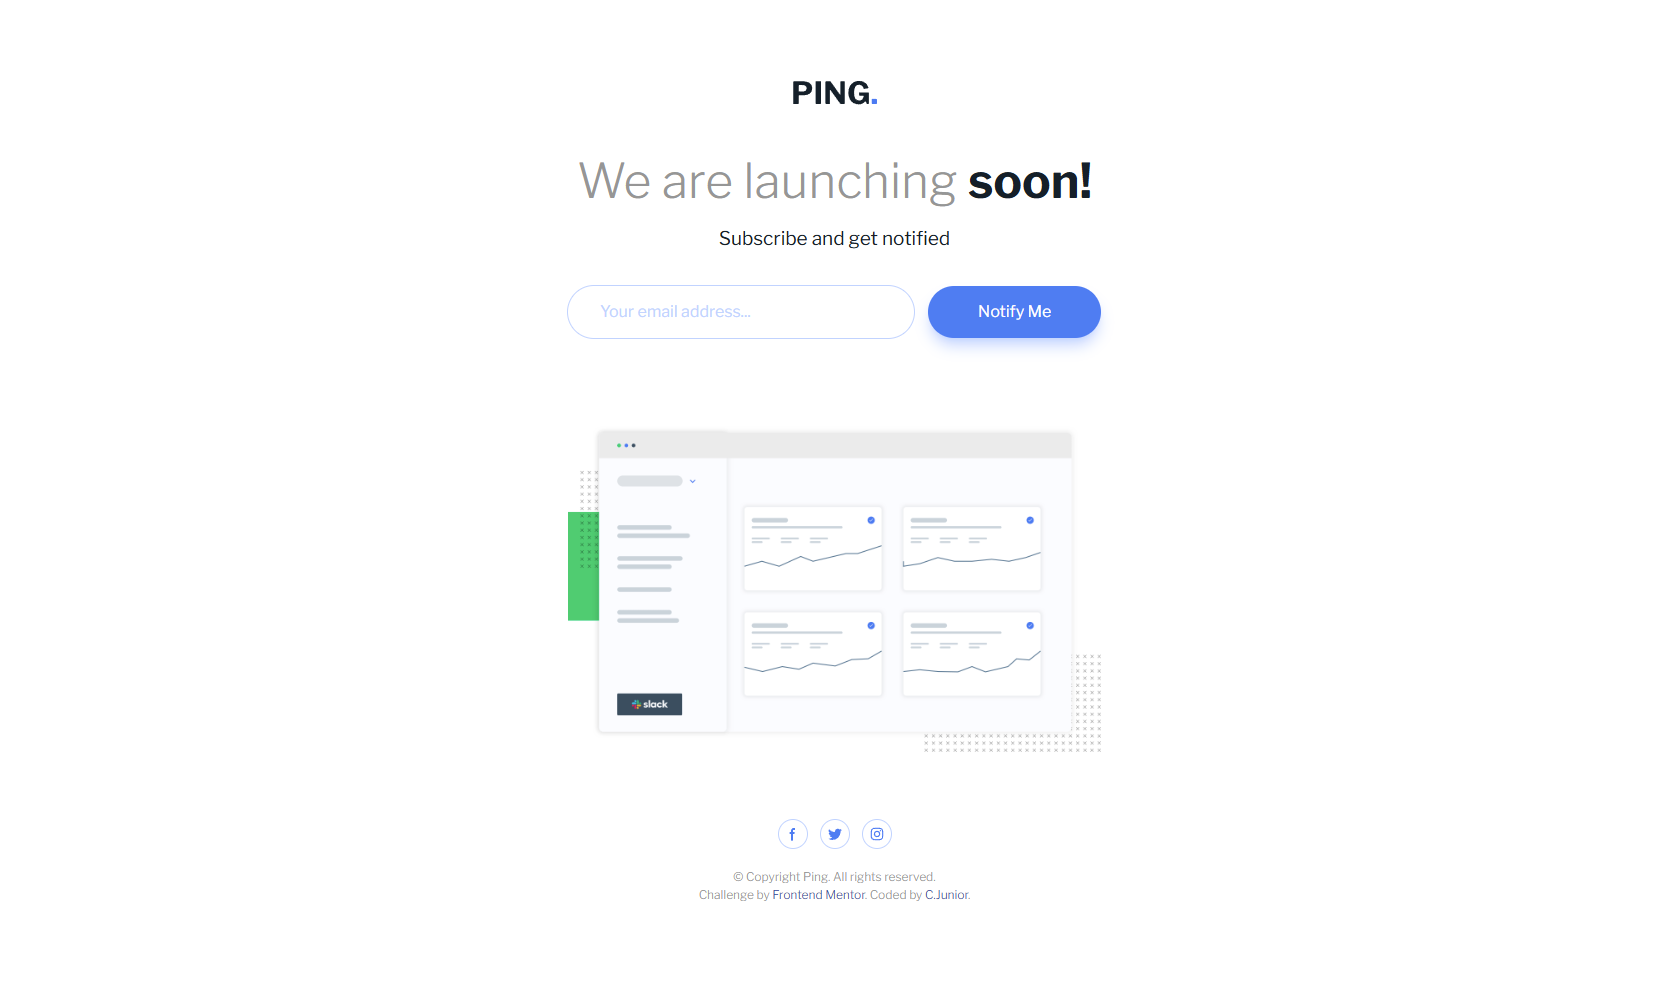 PING.
We are launching soon!
Subscribe and get notified
Your email address...
Notify Me
slack
© Copyright Ping. All rights reserved.
Challenge by Frontend Mentor. Coded by C.Junior.